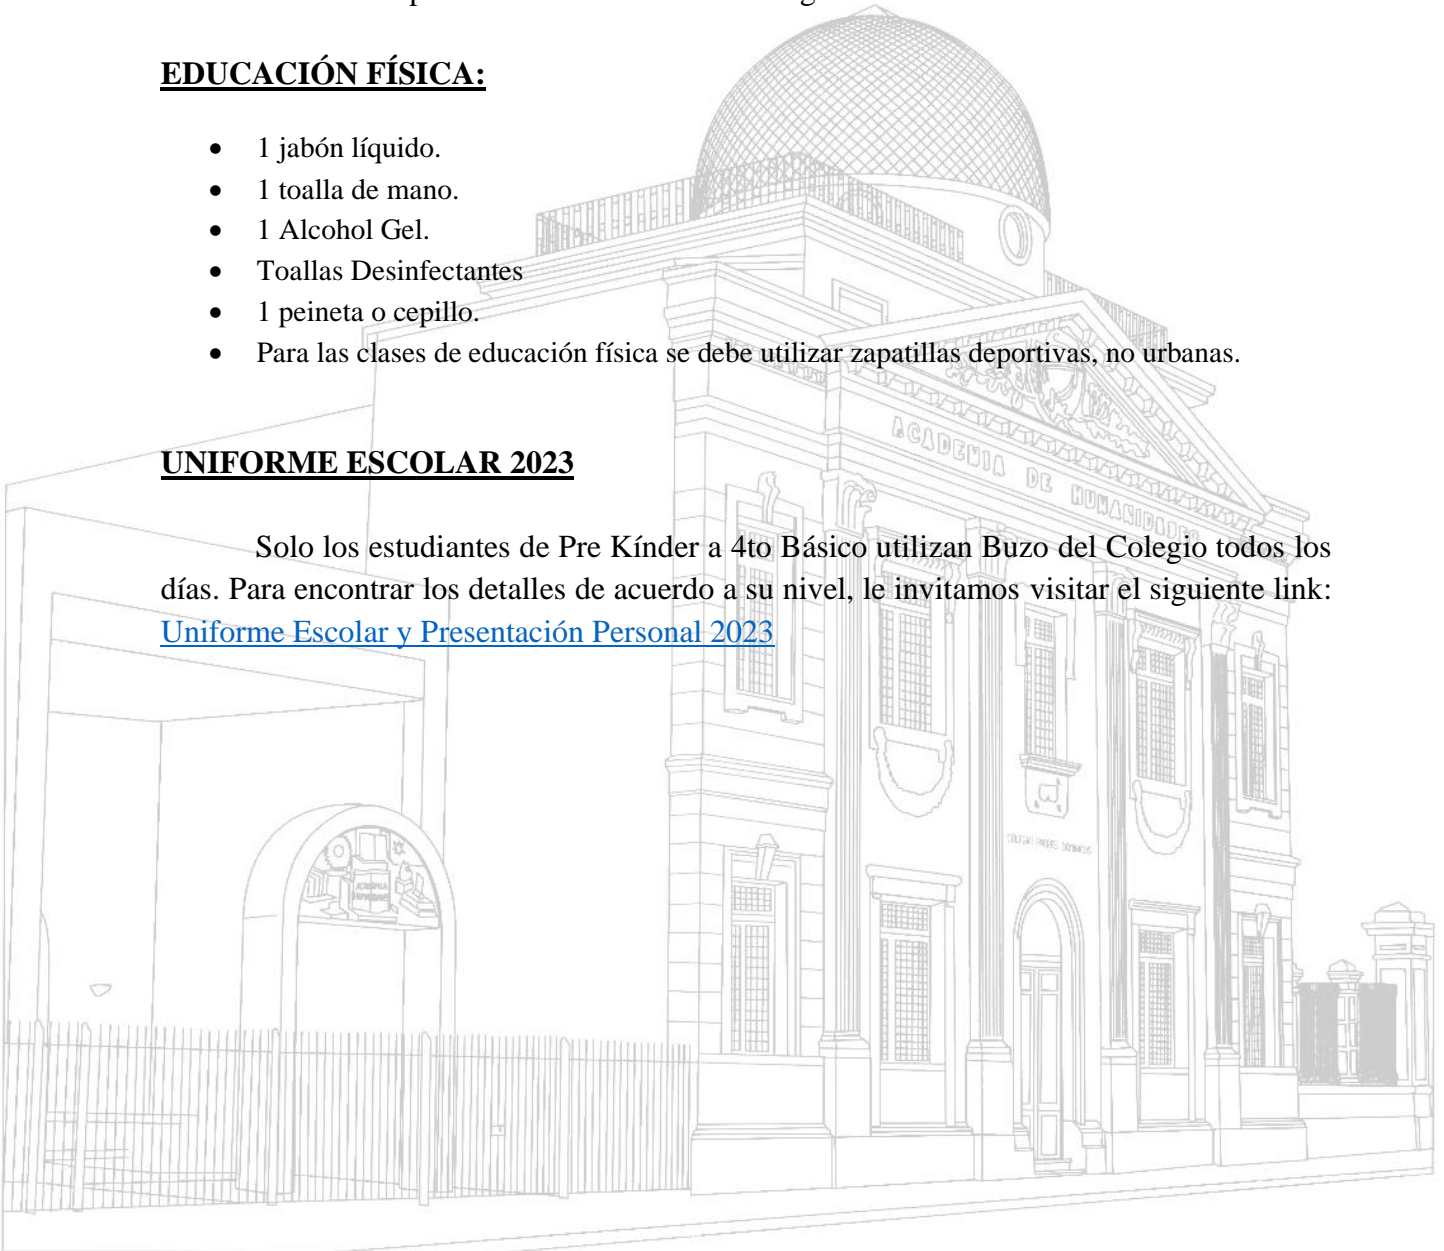 EDUCACIÓN FÍSICA:
• 1 jabón líquido.
• 1 toalla de mano.
• 1 Alcohol Gel.
• Toallas Desinfectantes
• 1 peineta o cepillo.
• Para las clases de educación física se debe utilizar zapatillas deportivas, no urbanas.
ACADEMIA DE HUMANIDADES
UNIFORME ESCOLAR 2023
Solo los estudiantes de Pre Kínder a 4to Básico utilizan Buzo del Colegio todos los
días. Para encontrar los detalles de acuerdo a su nivel, le invitamos visitar el siguiente link:
Uniforme Escolar y Presentación Personal 2023
COLEGIO PADRES DOMINICOS